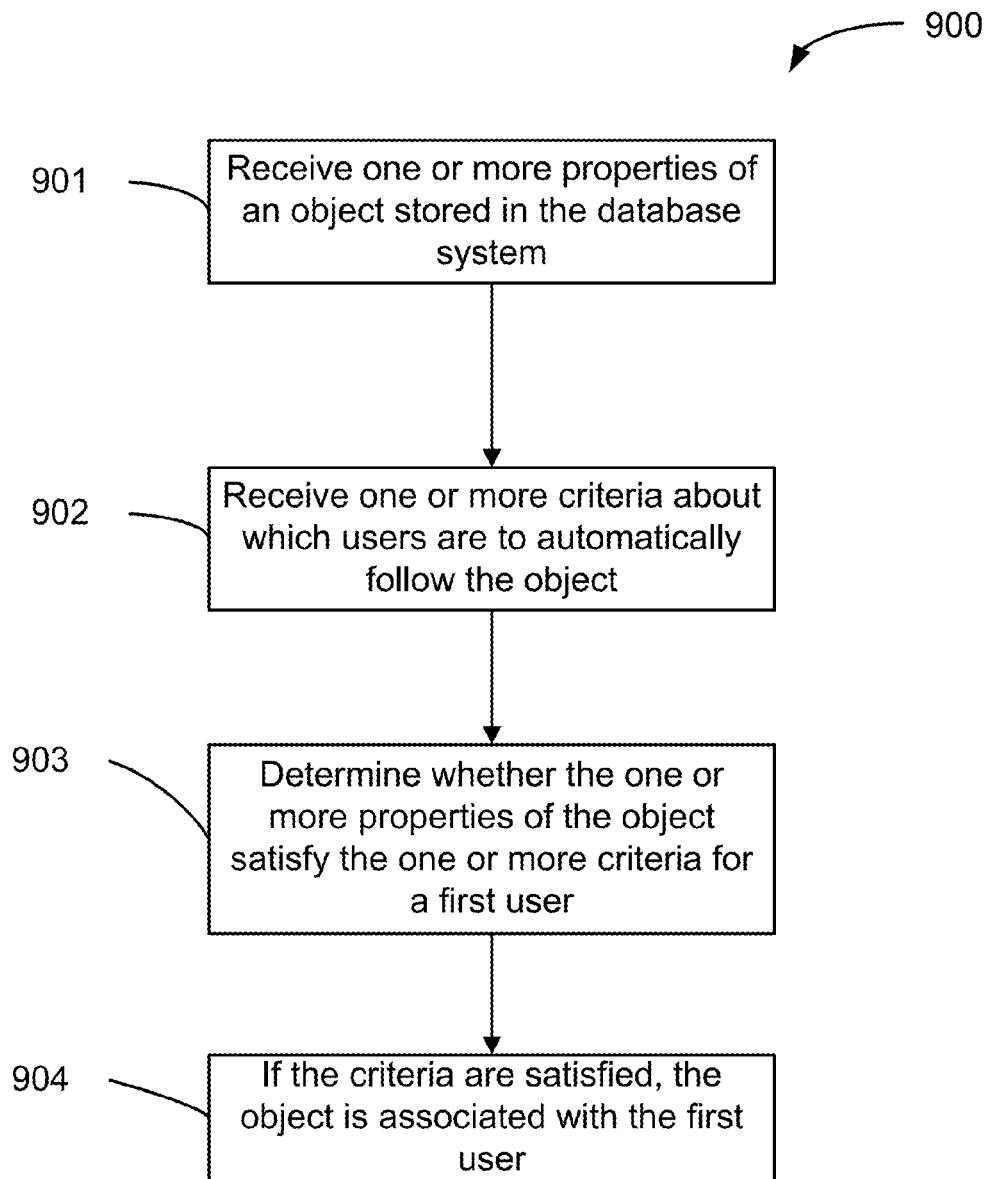 900
901
Receive one or more properties of
an object stored in the database
system
902
Receive one or more criteria about
which users are to automatically
follow the object
903
Determine whether the one or
more properties of the object
satisfy the one or more criteria for
a first user
904
If the criteria are satisfied, the
object is associated with the first
user